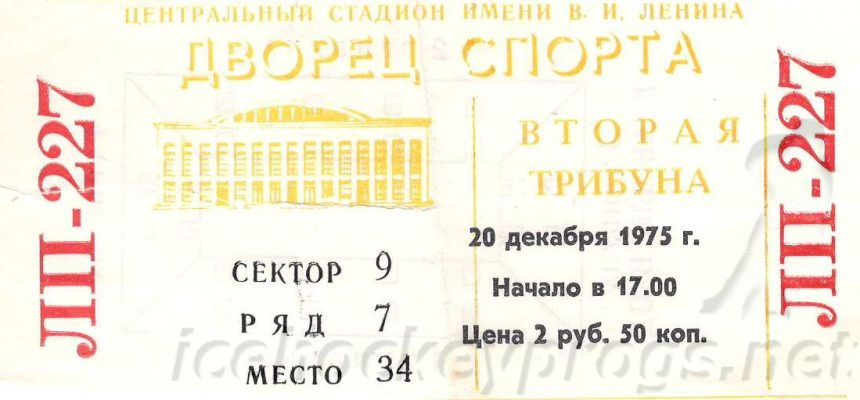 ЦЕНТРАЛЬНЫЙ СТАДИОН ИМЕНИ В. И. ЛЕНИНА
ДВОРЕЦ СПОРТА
ЛП-227
ВТОРАЯ
ТРИБУНА
20 декабря 1975 г.
Начало в 17.00
Цена 2 руб. 50 коп.
СЕКТОР 9
РЯД 7
МЕСТО 34
ЛП-227
icehockeyprogs.net